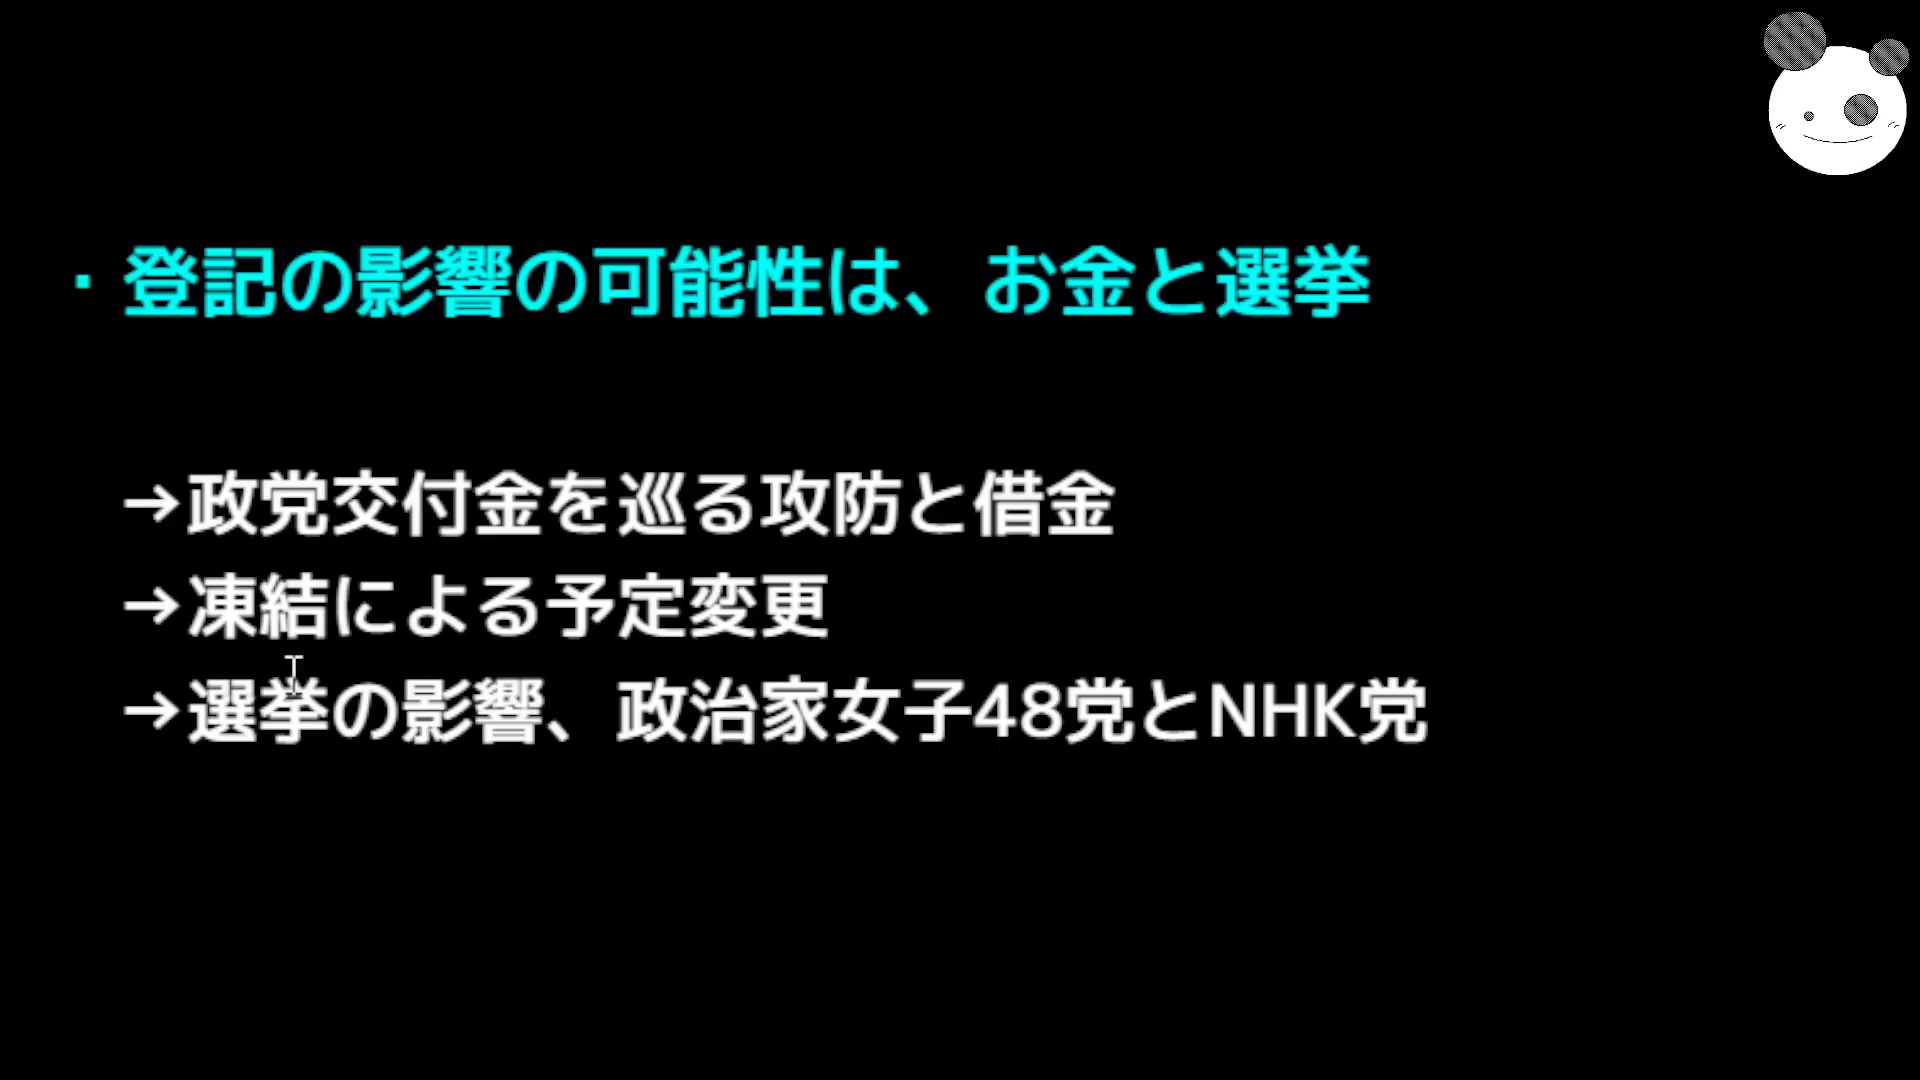 ・登記の影響の可能性は、お金と選挙
→政党交付金を巡る攻防と借金
→凍結による予定変更
→選挙の影響、政治家女子48党とNHK党